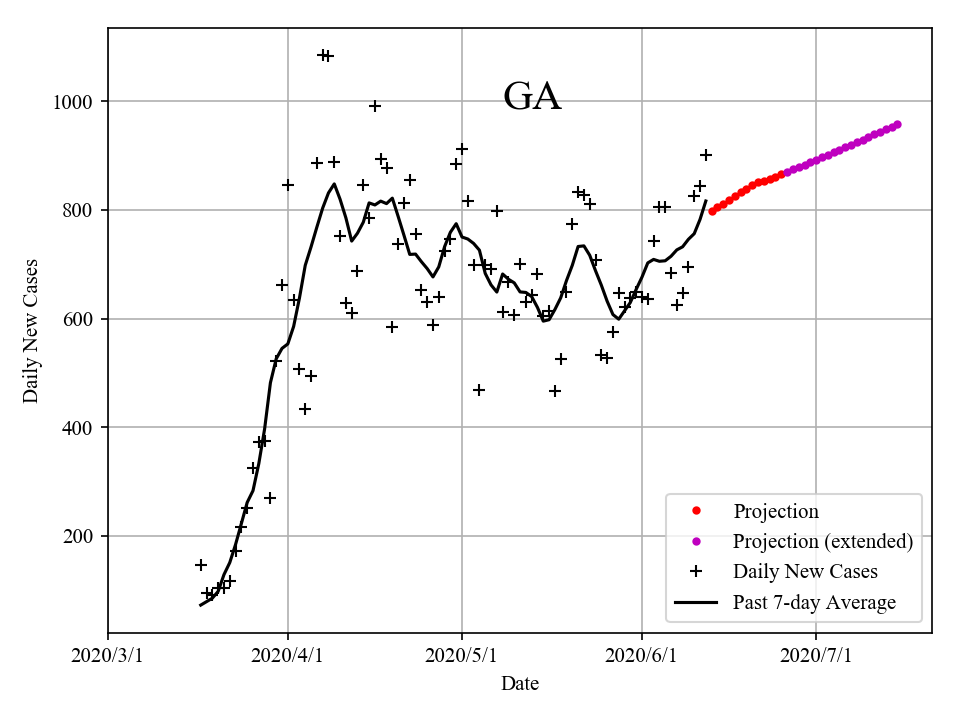 GA
1000
800
600
400
200
Daily New Cases
Projection
Projection (extended)
Daily New Cases
Past 7-day Average
2020/3/1
2020/4/1
2020/5/1
2020/6/1
2020/7/1
Date